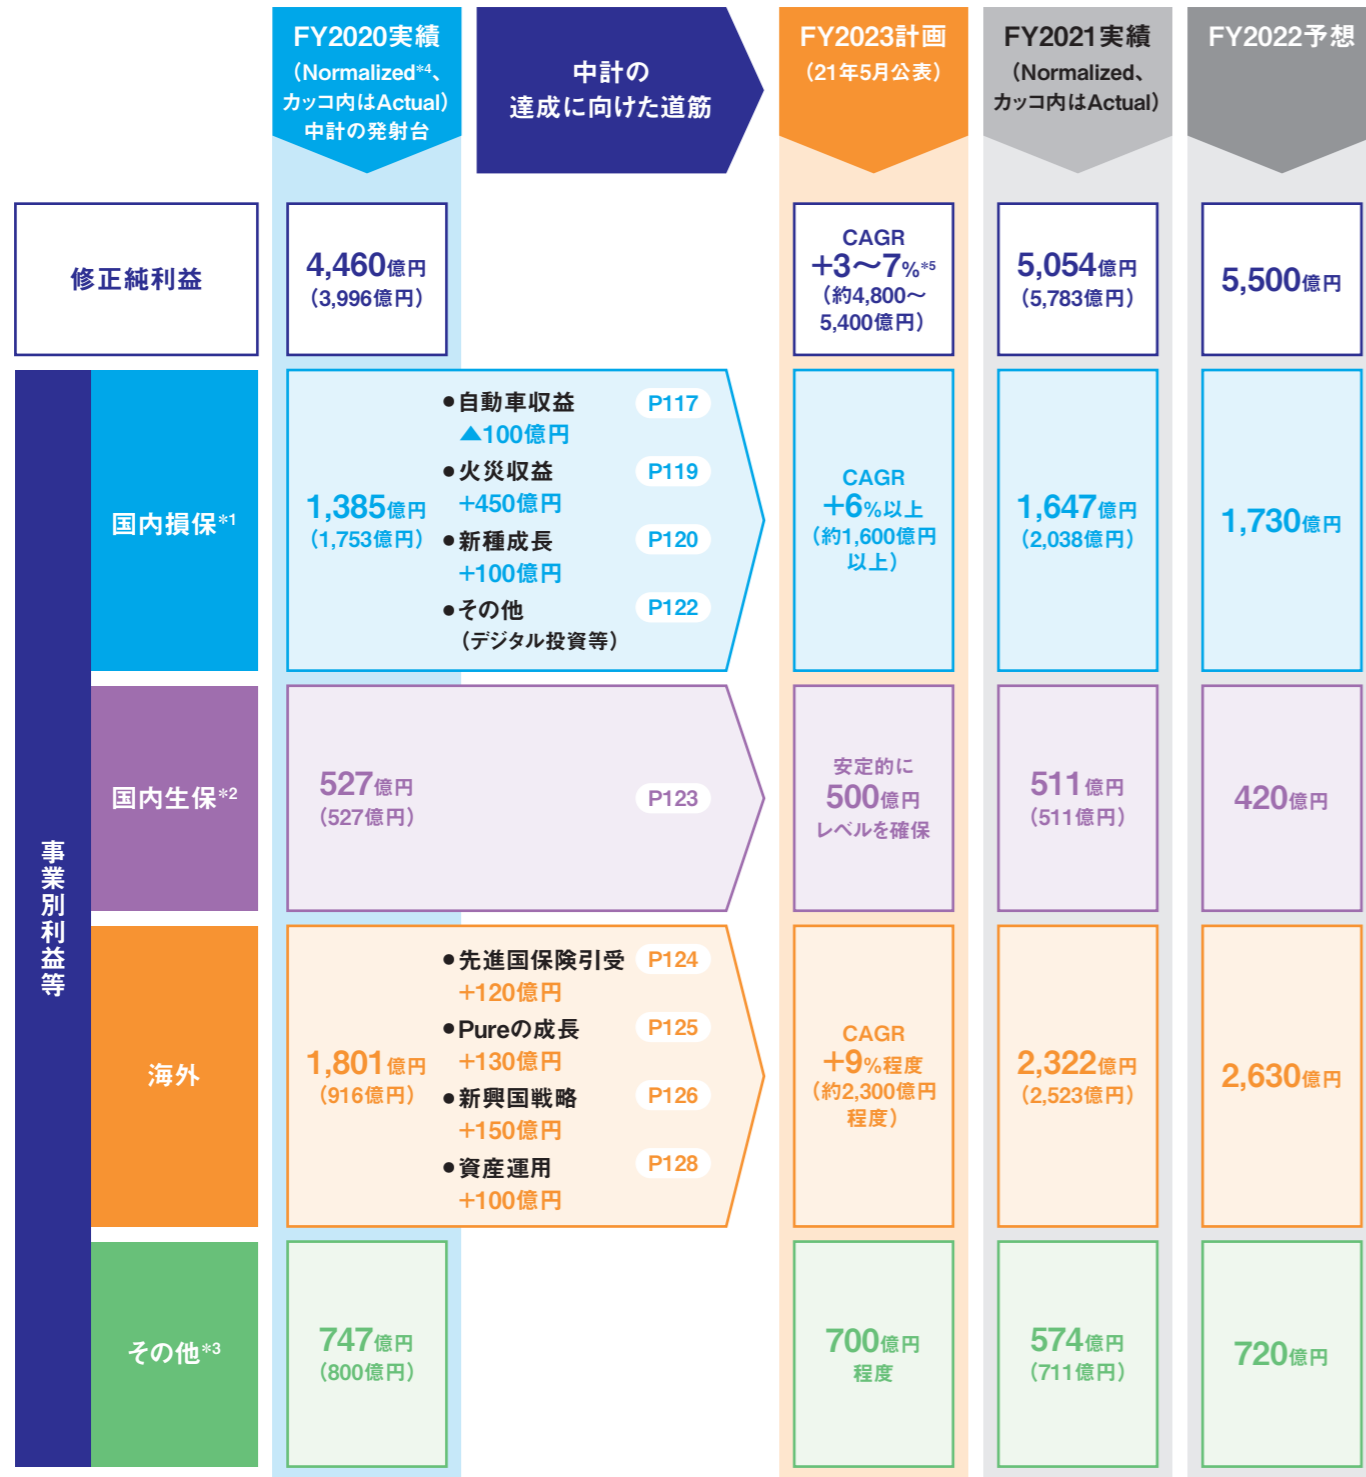 FY2020実績
（Normalized*4、
カッコ内はActual）
中計の発射台
中計の
達成に向けた道筋
FY2023計画
（21年5月公表）
FY2021実績
（Normalized、
カッコ内はActual）
FY2022予想
修正純利益
4,460億円
（3,996億円）
CAGR
+3〜7%*5
（約4,800〜
5,400億円）
5,054億円
（5,783億円）
5,500億円
事業別利益等
国内損保*1
1,385億円
（1,753億円）
●自動車収益 P117
▲100億円
●火災収益 P119
+450億円
●新種成長 P120
+100億円
●その他 P122
（デジタル投資等）
CAGR
+6%以上
（約1,600億円
以上）
1,647億円
（2,038億円）
1,730億円
国内生保*2
527億円
（527億円）
P123
安定的に
500億円
レベルを確保
511億円
（511億円）
420億円
海外
1,801億円
（916億円）
●先進国保険引受 P124
+120億円
●Pureの成長 P125
+130億円
●新興国戦略 P126
+150億円
●資産運用 P128
+100億円
CAGR
+9%程度
（約2,300億円
程度）
2,322億円
（2,523億円）
2,630億円
その他*3
747億円
（800億円）
700億円
程度
574億円
（711億円）
720億円